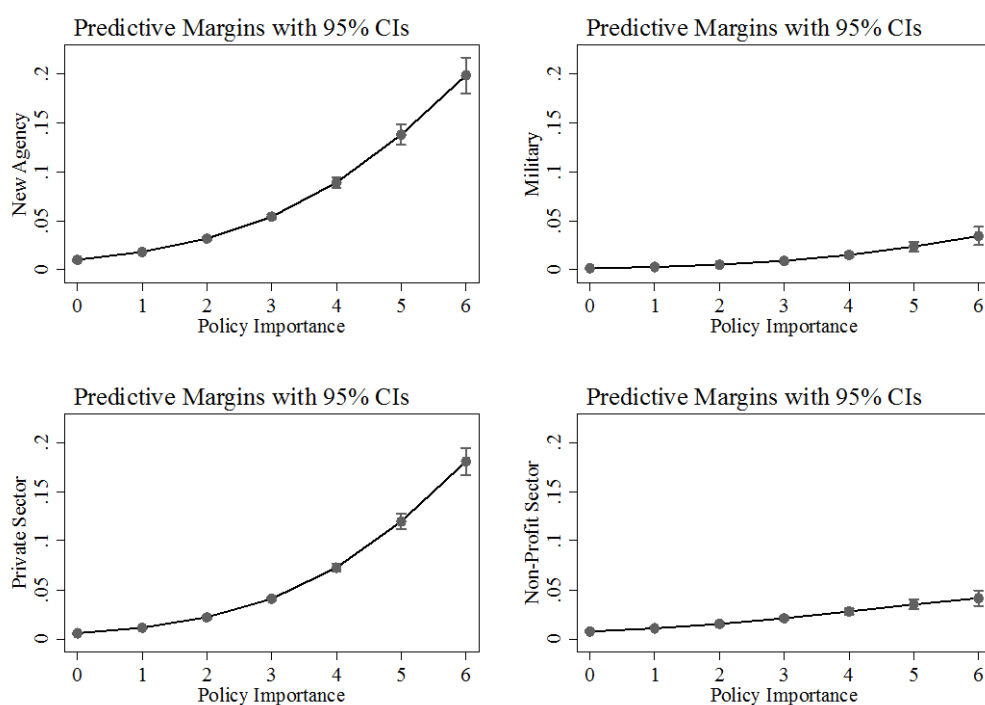 Predictive Margins with 95% CIs
New Agency
.2
.15
.1
.05
0
0 1 2 3 4 5 6
Policy Importance
Predictive Margins with 95% CIs
Military
.2
.15
.1
.05
0
0 1 2 3 4 5 6
Policy Importance
Predictive Margins with 95% CIs
Private Sector
.2
.15
.1
.05
0
0 1 2 3 4 5 6
Policy Importance
Predictive Margins with 95% CIs
Non-Profit Sector
.2
.15
.1
.05
0
0 1 2 3 4 5 6
Policy Importance